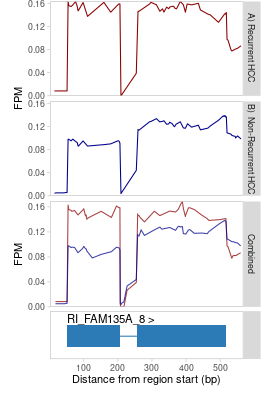 0.16
0.12
0.08
0.04
0.00
A) Recurrent HCC
FPM
0.16
0.12
0.08
0.04
0.00
B) Non-Recurrent HCC
0.16
0.12
0.08
0.04
0.00
FPM
Combined
RI_FAM135A_8 >
100 200 300 400 500
Distance from region start (bp)